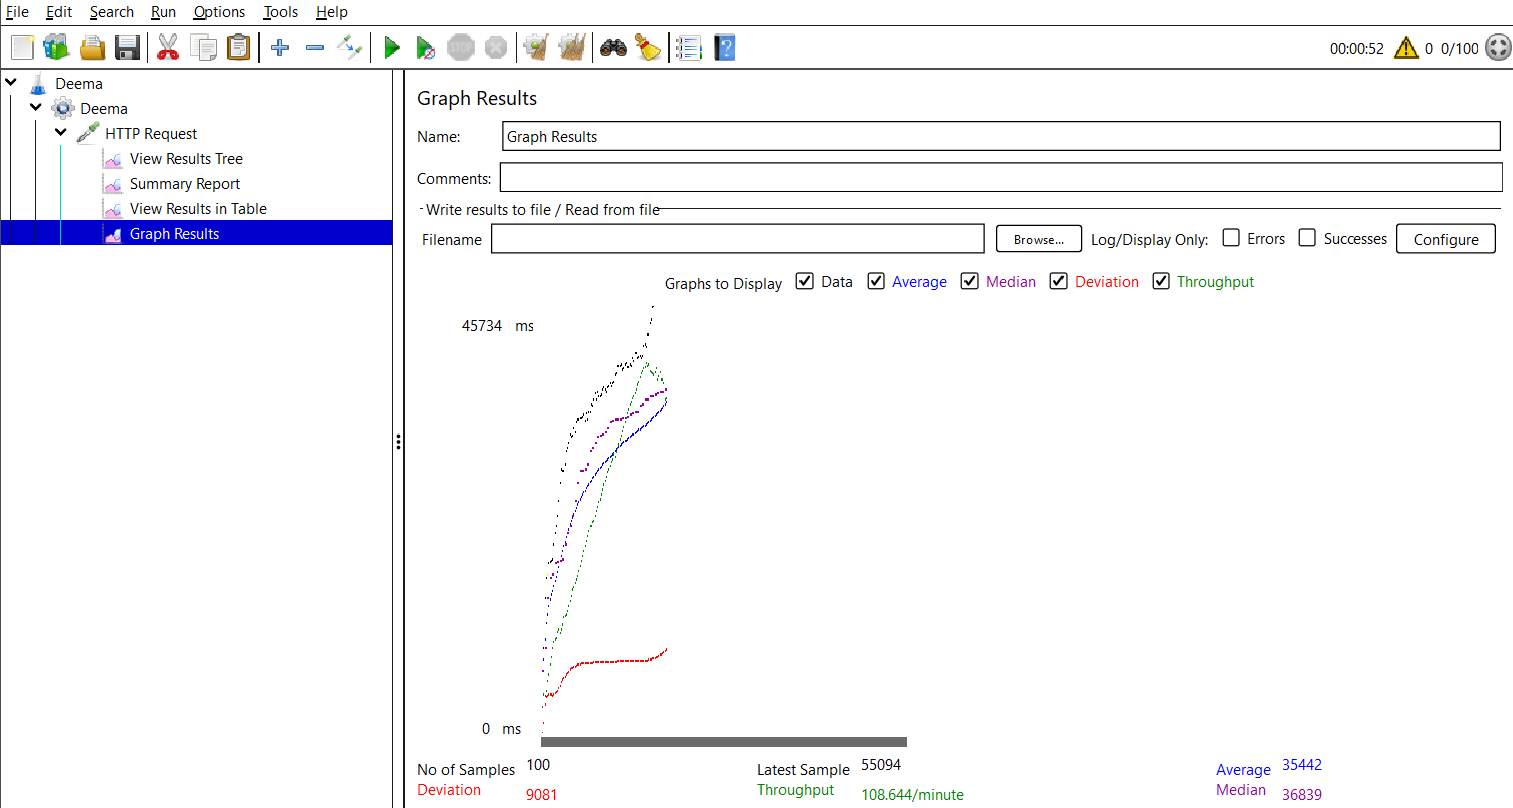 File Edit Search Run Options Tools Help
STOP 00:00:52 0 0/100
Deema
Deema
HTTP Request
View Results Tree
Summary Report
View Results in Table
Graph Results
Graph Results
Name: Graph Results
Comments:
Write results to file / Read from file
Filename Browse... Log/Display Only: Errors Successes Configure
Graphs to Display Data Average Median Deviation Throughput
45734 ms
0 ms
No of Samples 100 Latest Sample 55094 Average 35442
Deviation 9081 Throughput 108.644/minute Median 36839